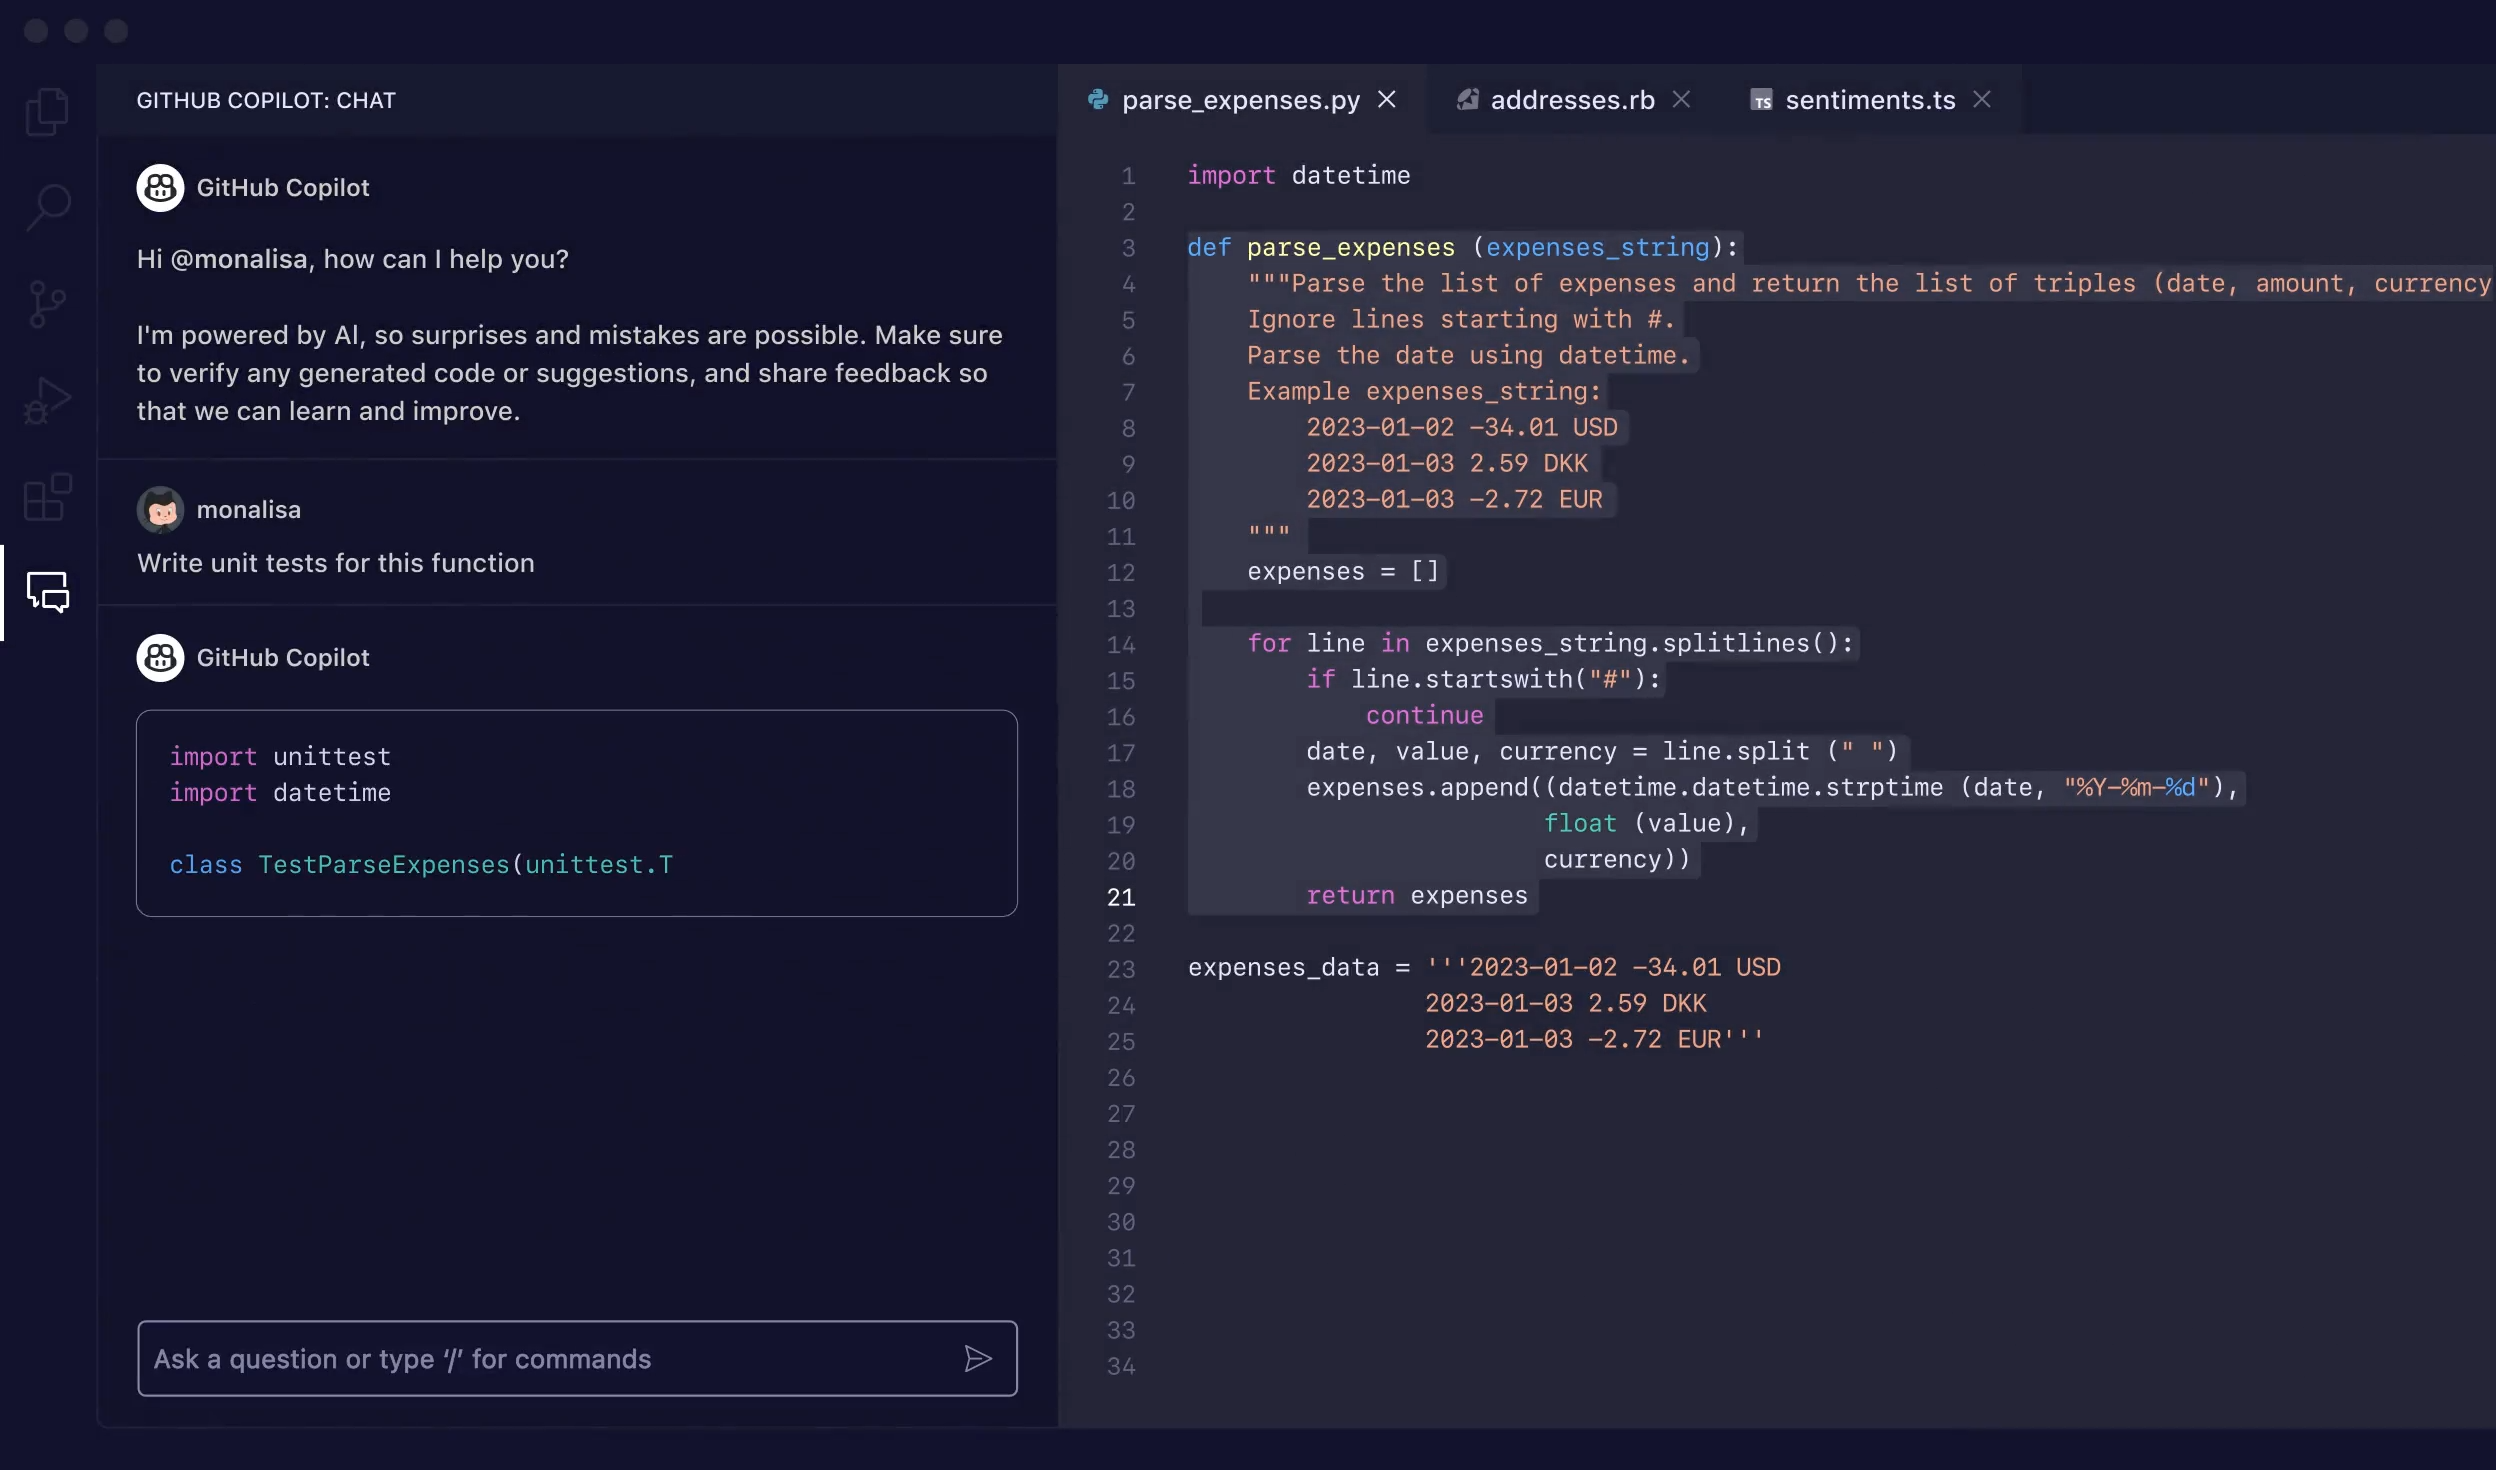 GITHUB COPILOT: CHAT
GitHub Copilot
Hi @monalisa, how can I help you?
I'm powered by AI, so surprises and mistakes are possible. Make sure
to verify any generated code or suggestions, and share feedback so
that we can learn and improve.
monalisa
Write unit tests for this function
GitHub Copilot
import unittest
import datetime
class TestParseExpenses(unittest.T
Ask a question or type ‘/’ for commands
parse_expenses.py
addresses.rb
TS sentiments.ts
1 import datetime
2
3 def parse_expenses (expenses_string):
4 """Parse the list of expenses and return the list of triples (date, amount, currency
5 Ignore lines starting with #.
6 Parse the date using datetime.
7 Example expenses_string:
8 2023-01-02 -34.01 USD
9 2023-01-03 2.59 DKK
10 2023-01-03 -2.72 EUR
11 """
12 expenses = []
13
14 for line in expenses_string.splitlines():
15 if line.startswith("#"):
16 continue
17 date, value, currency = line.split (" ")
18 expenses.append((datetime.datetime.strptime (date, "%Y-%m-%d"),
19 float (value),
20 currency))
21 return expenses
22
23 expenses_data = '''2023-01-02 -34.01 USD
24 2023-01-03 2.59 DKK
25 2023-01-03 -2.72 EUR'''
26
27
28
29
30
31
32
33
34